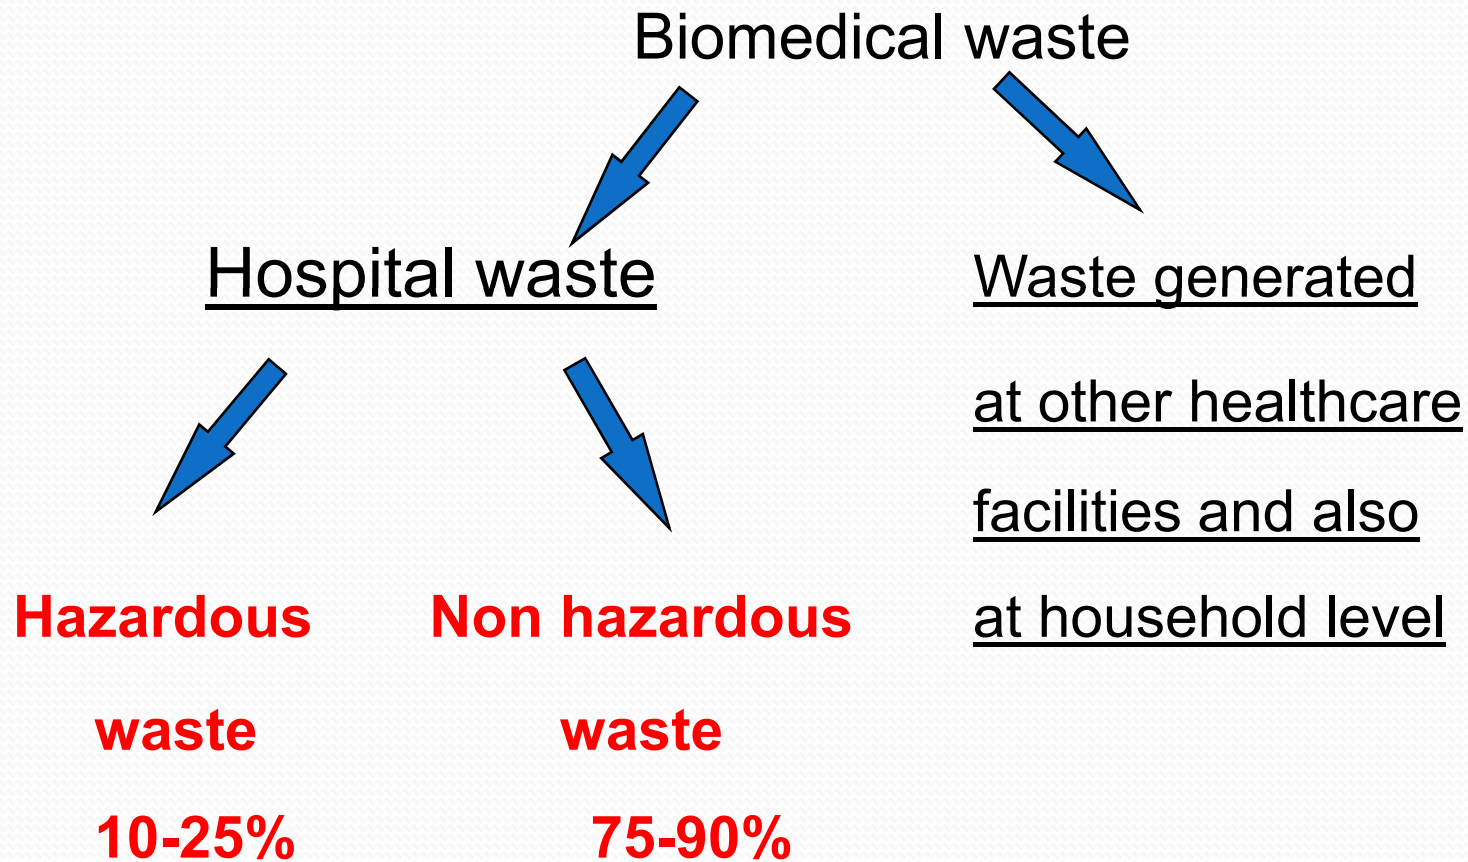 Biomedical waste
Hospital waste
Waste generated
at other healthcare
facilities and also
at household level
Hazardous
waste
10-25%
Non hazardous
waste
75-90%